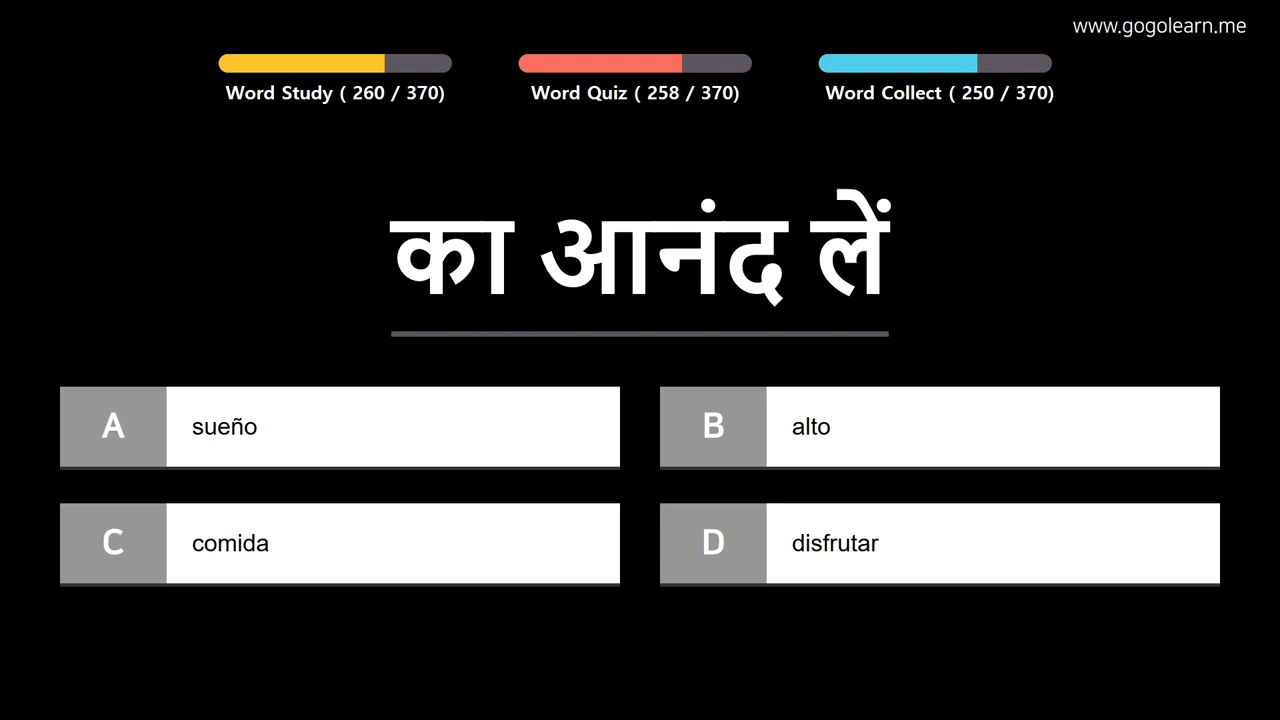 www.gogolearn.me
Word Study ( 260 / 370)
Word Quiz ( 258 / 370)
Word Collect ( 250 / 370)
का आनंद लें
A
sueño
B
alto
C
comida
D
disfrutar